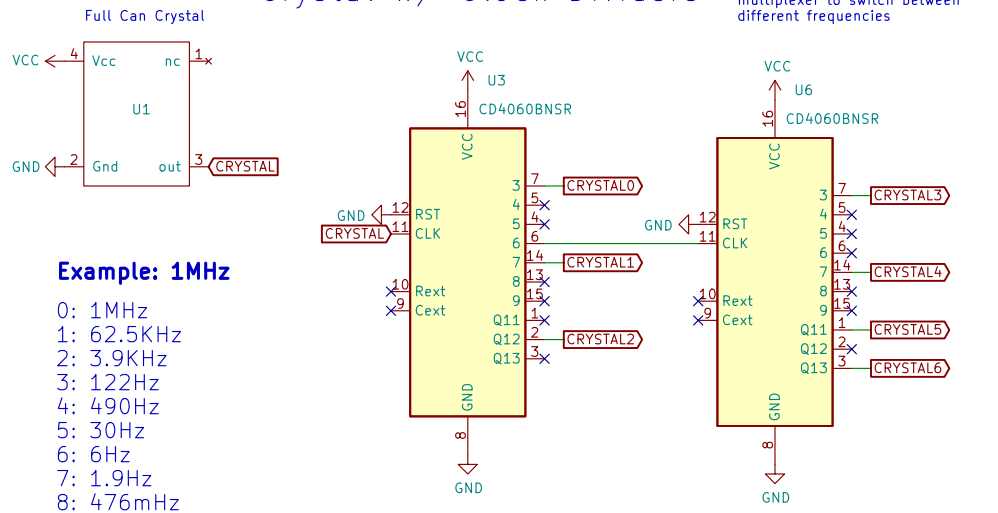 Full Can Crystal
multiplexer to switch between
different frequencies
VCC 4 Vcc nc 1
U1
GND 2 Gnd out 3 CRYSTAL
Example: 1MHz
0: 1MHz
1: 62.5KHz
2: 3.9KHz
3: 122Hz
4: 490Hz
5: 30Hz
6: 6Hz
7: 1.9Hz
8: 476mHz
VCC
U3
16
CD4060BNSR
VCC
3 7 CRYSTAL0
4 5
GND 12 RST
5 4
CRYSTAL 11 CLK
6 6
7 14 CRYSTAL1
8 13
10 Rext
9 15
9 Cext
Q11 1
Q12 2 CRYSTAL2
Q13 3
GND
8
GND
VCC
U6
16
CD4060BNSR
VCC
3 7 CRYSTAL3
4 5
GND 12 RST
5 4
11 CLK
6 6
7 14 CRYSTAL4
8 13
10 Rext
9 15
9 Cext
Q11 1 CRYSTAL5
Q12 2
Q13 3 CRYSTAL6
GND
8
GND